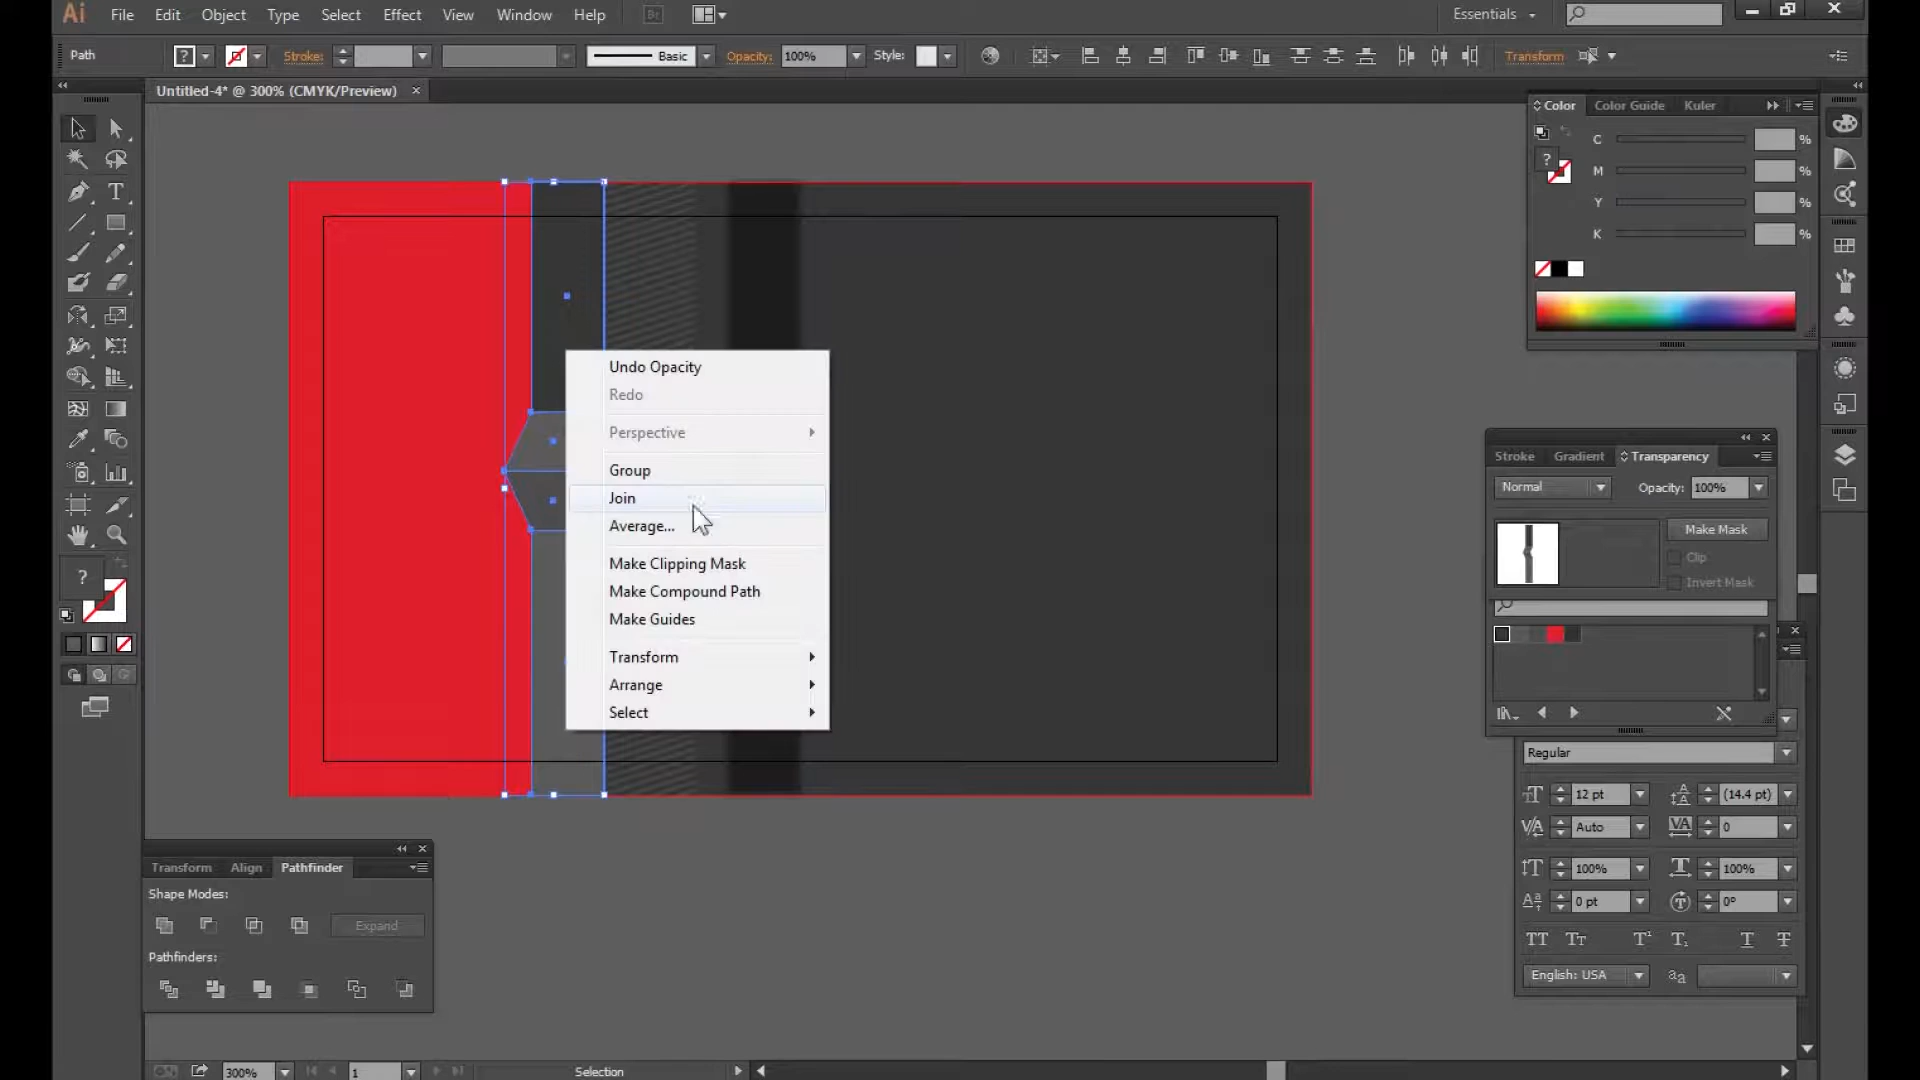 Ai File Edit Object Type Select Effect View Window Help Br Essentials
Path ? Stroke: Basic Opacity: 100% Style: Transform
Untitled-4* @ 300% (CMYK/Preview) ×
Color Color Guide Kuler
C %
? M %
Y %
K %
Undo Opacity
Redo
Perspective
Group
Join
Average...
Make Clipping Mask
Make Compound Path
Make Guides
Transform
Arrange
Select
Stroke Gradient Transparency
Normal Opacity: 100%
Make Mask
Clip
Invert Mask
?
Regular
12 pt (14.4 pt)
Auto 0
100% 100%
0 pt 0°
English: USA
Transform Align Pathfinder
Shape Modes:
Expand
Pathfinders:
300% 1 Selection